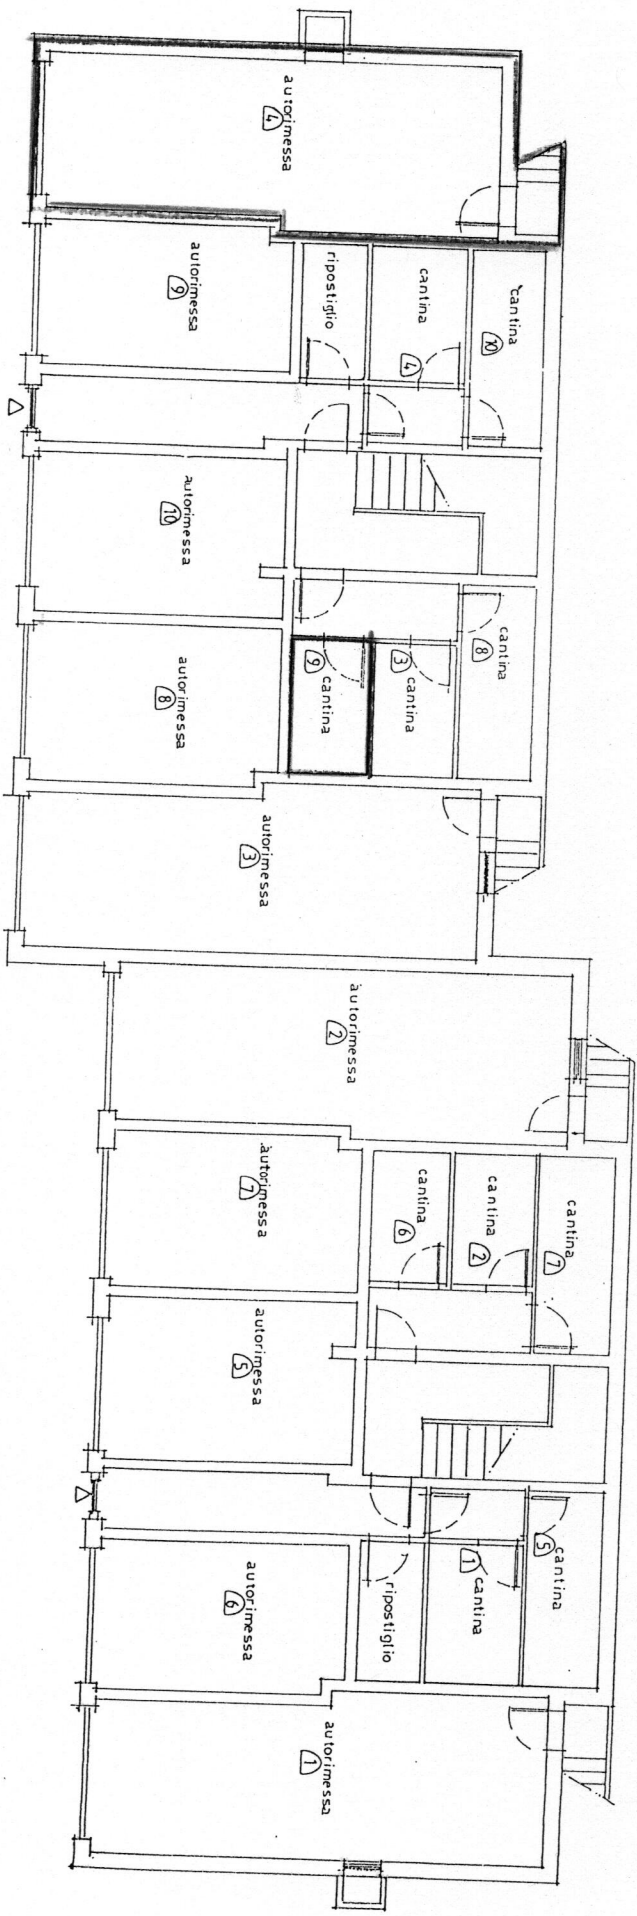 autorimessa
4
autorimessa
9
ripostiglio
cantina
4
cantina
10
autorimessa
10
autorimessa
8
9
cantina
3
cantina
8
cantina
autorimessa
3
autorimessa
2
autorimessa
7
cantina
6
cantina
2
cantina
7
autorimessa
5
autorimessa
6
ripostiglio
1
cantina
5
cantina
autorimessa
1